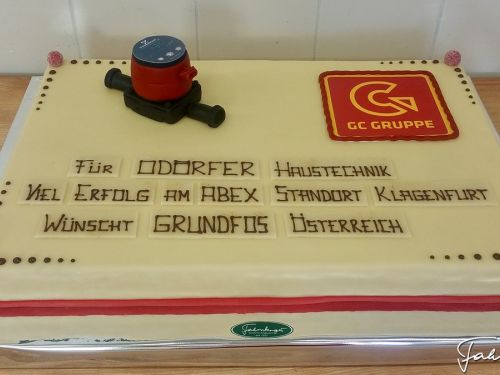 GC GRUPPE
FÜR ODÖRFER HAUSTECHNIK
VIEL ERFOLG AM ABEX STANDORT KLAGENFURT
WÜNSCHT GRUNDFOS ÖSTERREICH